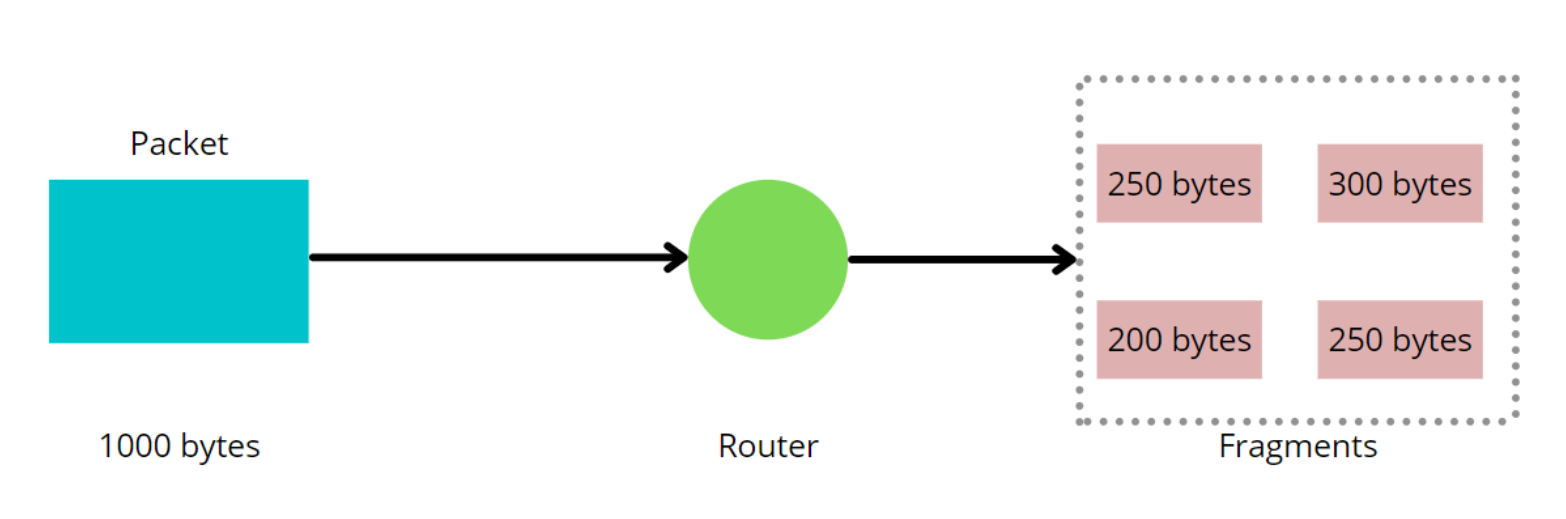 Packet
1000 bytes
Router
250 bytes
300 bytes
200 bytes
250 bytes
Fragments